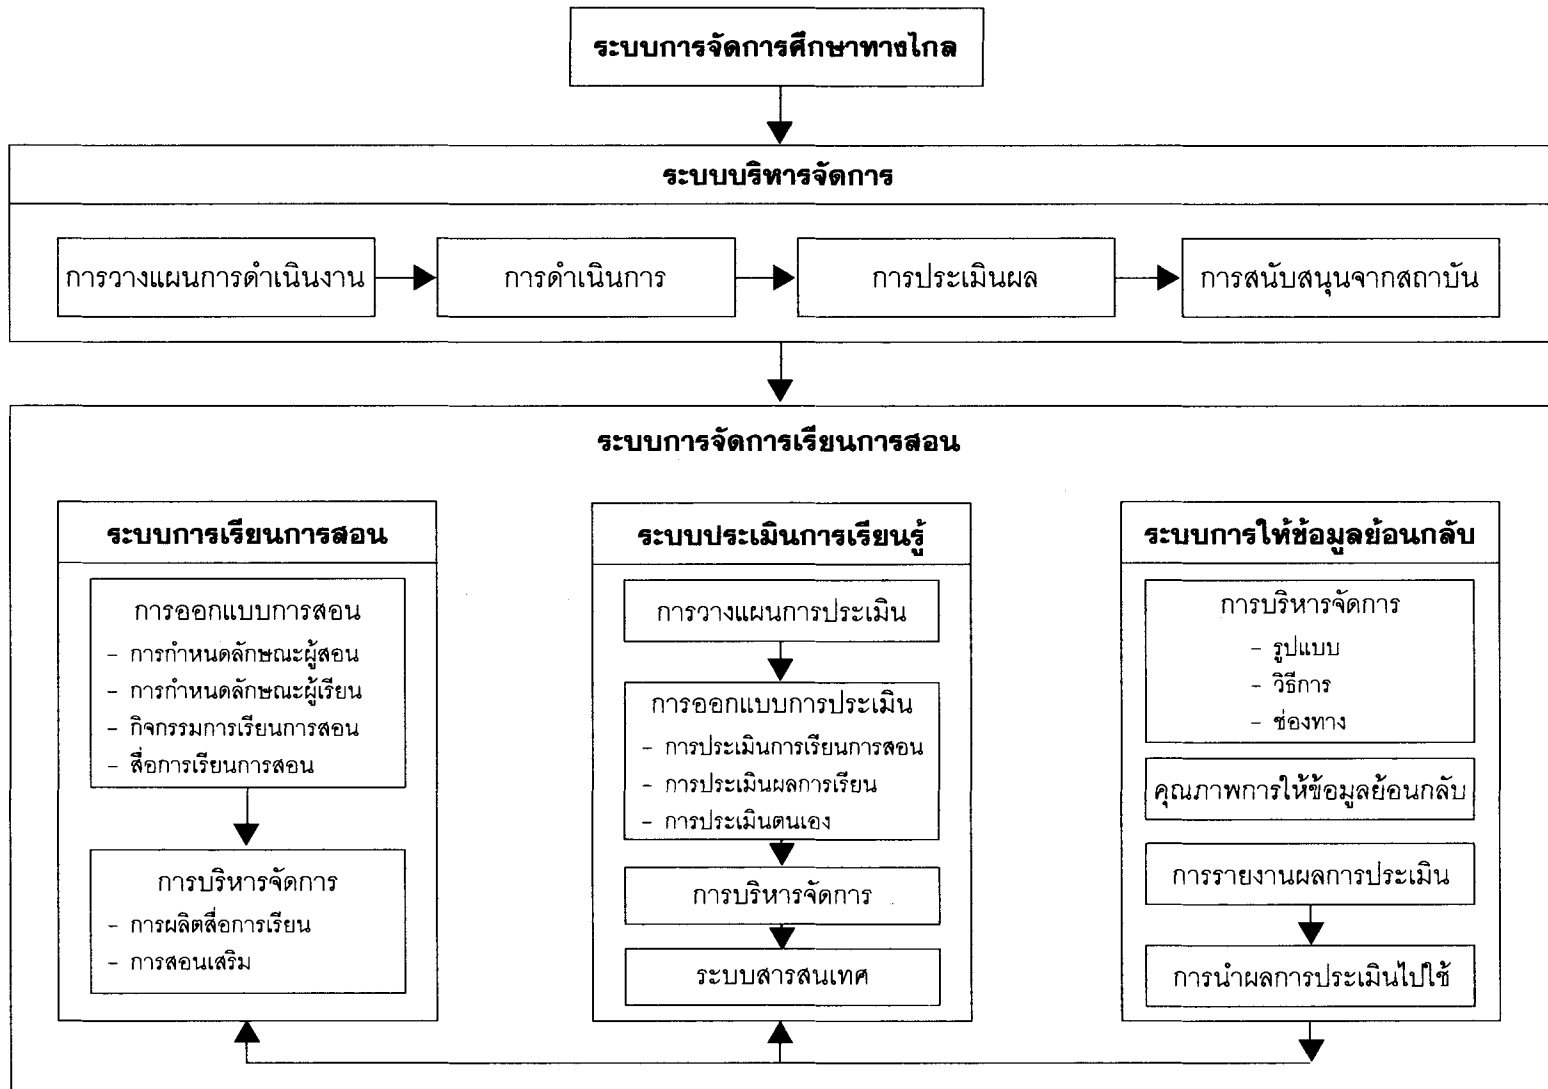 ระบบการจัดการศึกษาทางไกล
ระบบบริหารจัดการ
การวางแผนการดำเนินงาน
การดำเนินการ
การประเมินผล
การสนับสนุนจากสถาบัน
ระบบการจัดการเรียนการสอน
ระบบการเรียนการสอน
การออกแบบการสอน
- การกำหนดลักษณะผู้สอน
- การกำหนดลักษณะผู้เรียน
- กิจกรรมการเรียนการสอน
- สื่อการเรียนการสอน
การบริหารจัดการ
- การผลิตสื่อการเรียน
- การสอนเสริม
ระบบประเมินการเรียนรู้
การวางแผนการประเมิน
การออกแบบการประเมิน
- การประเมินการเรียนการสอน
- การประเมินผลการเรียน
- การประเมินตนเอง
การบริหารจัดการ
ระบบสารสนเทศ
ระบบการให้ข้อมูลย้อนกลับ
การบริหารจัดการ
- รูปแบบ
- วิธีการ
- ช่องทาง
คุณภาพการให้ข้อมูลย้อนกลับ
การรายงานผลการประเมิน
การนำผลการประเมินไปใช้